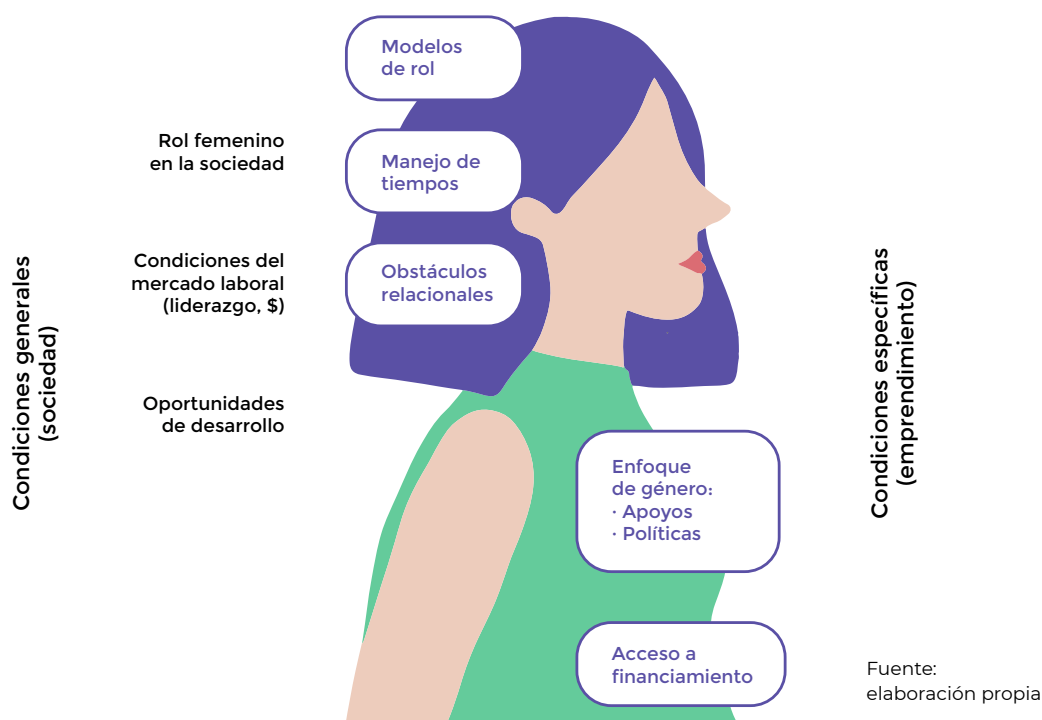 Condiciones generales
(sociedad)
Rol femenino
en la sociedad
Condiciones del
mercado laboral
(liderazgo, $)
Oportunidades
de desarrollo
Modelos
de rol
Manejo de
tiempos
Obstáculos
relacionales
Enfoque
de género:
· Apoyos
· Políticas
Acceso a
financiamiento
Condiciones específicas
(emprendimiento)
Fuente:
elaboración propia